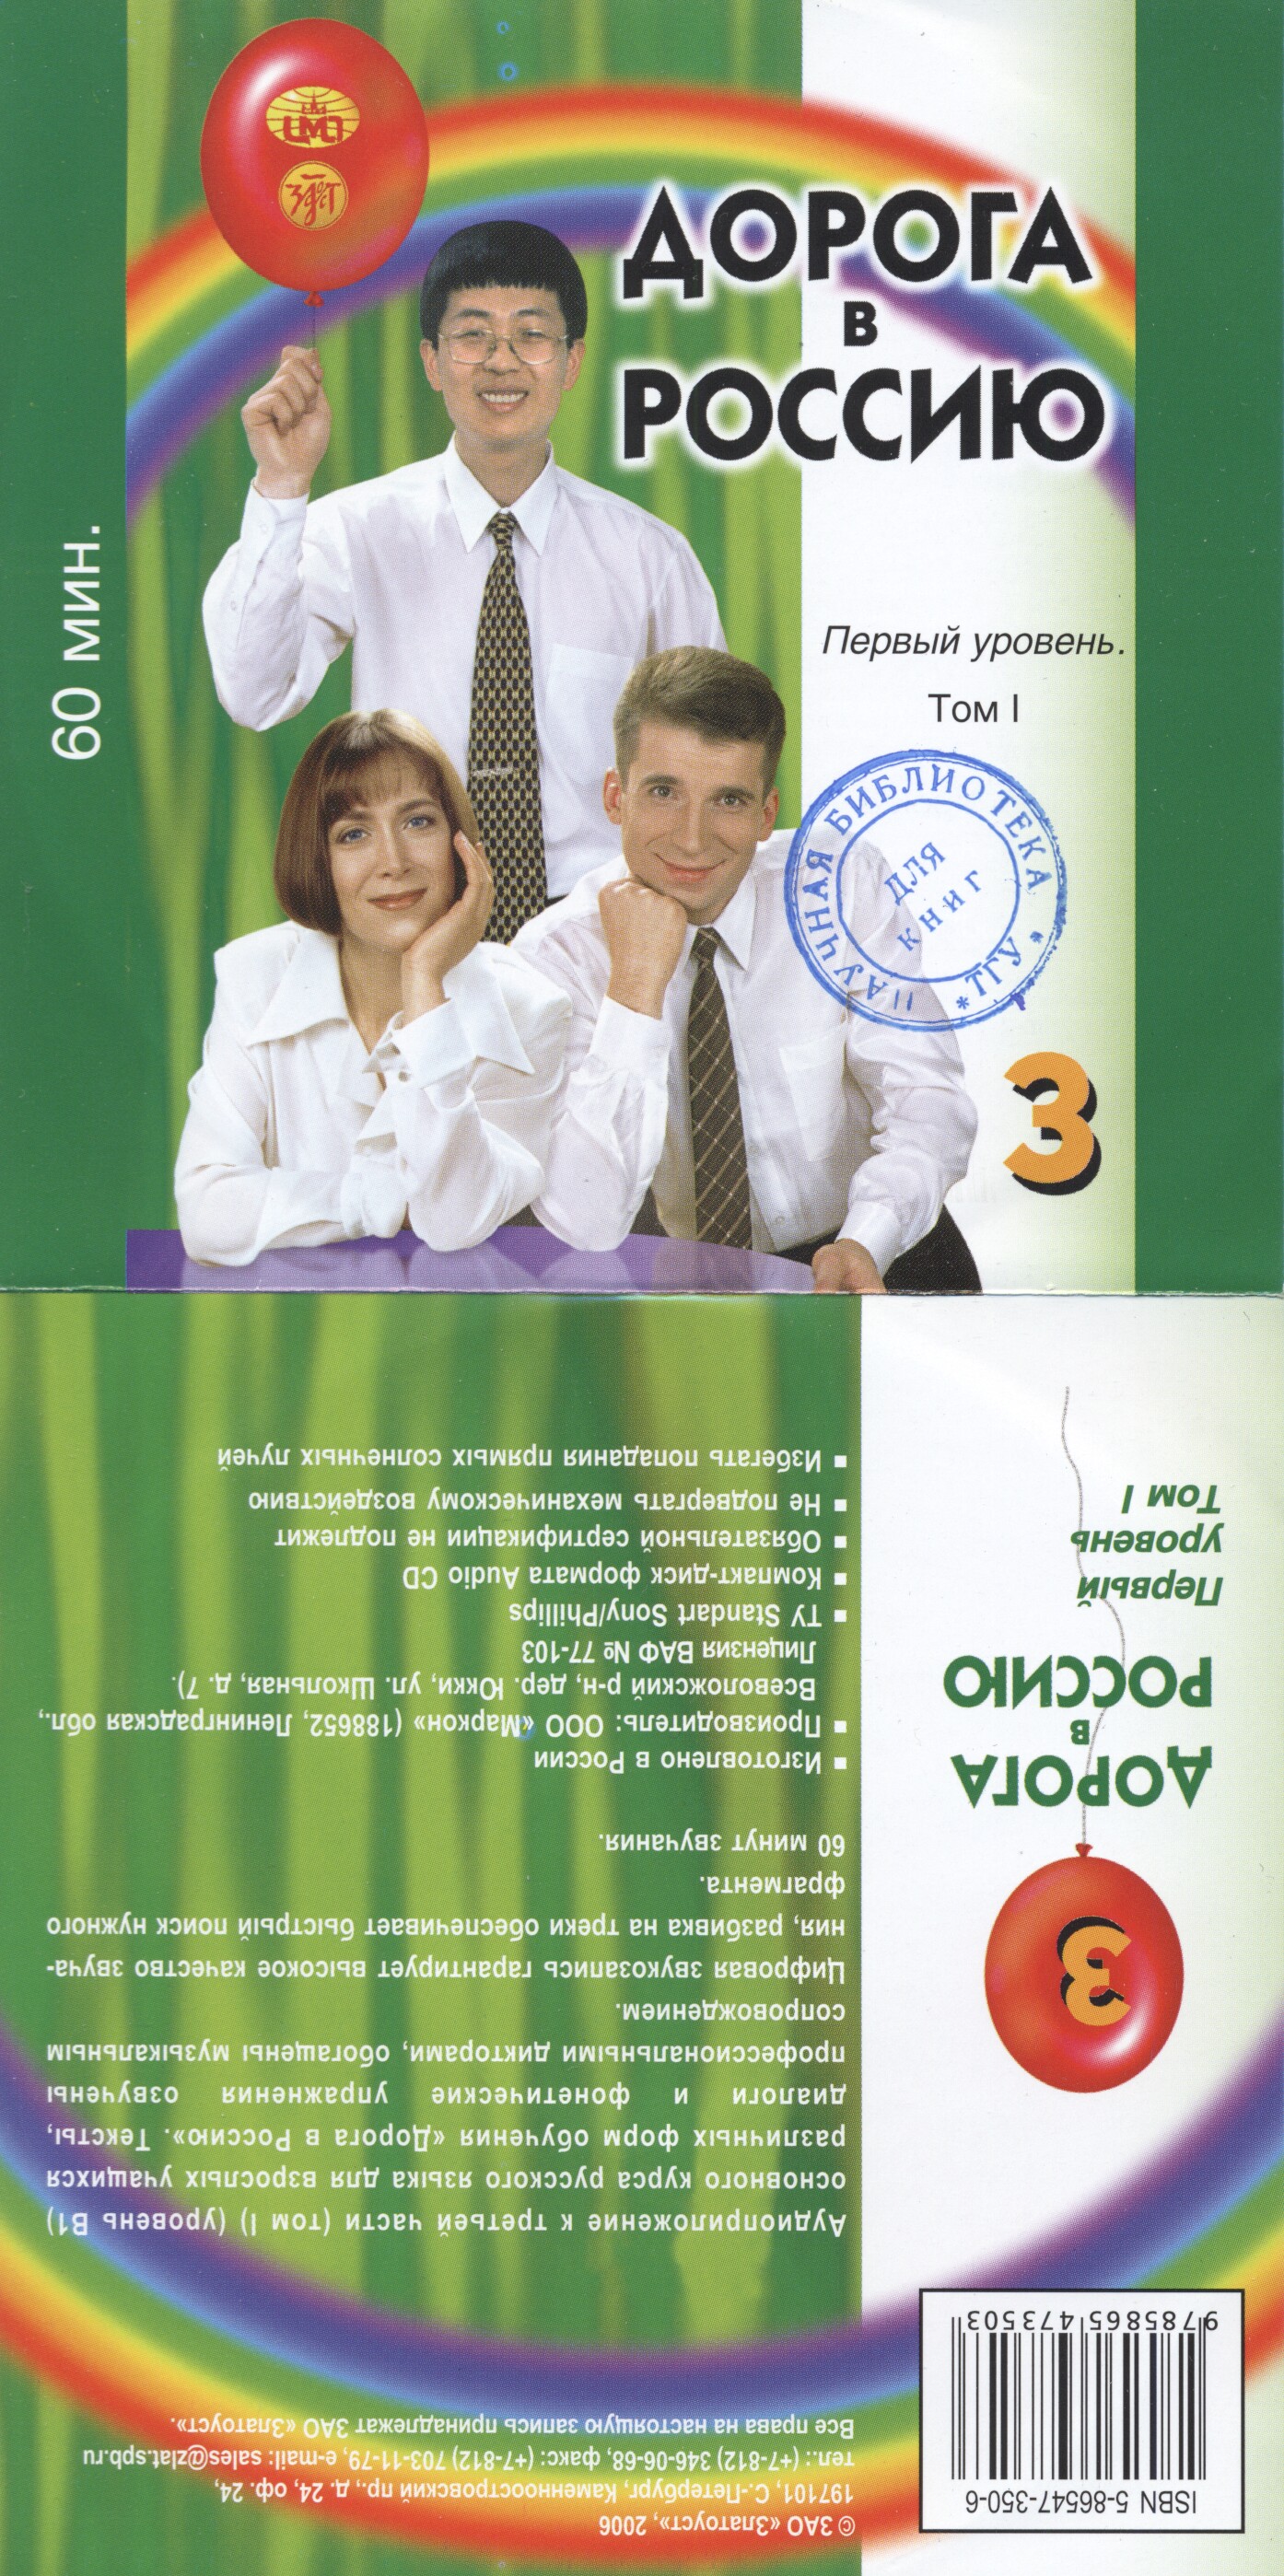 60 мин.
ЗЛАТ
ДОРОГА
В
РОССИЮ
Первый уровень.
Том I
НАУЧНАЯ БИБЛИОТЕКА
* ТГУ *
ДЛЯ
КНИГ
3
Аудиоприложение к третьей части (том I) (уровень В1)
основного курса русского языка для взрослых учащихся
различных форм обучения «Дорога в Россию». Тексты,
диалоги и фонетические упражнения озвучены
профессиональными дикторами, обогащены музыкальным
сопровождением.
Цифровая звукозапись гарантирует высокое качество звуча-
ния, разбивка на треки обеспечивает быстрый поиск нужного
фрагмента.
60 минут звучания.
▪ Изготовлено в России
▪ Производитель: ООО «Маркон» (188652, Ленинградская обл.,
Всеволожский р-н, дер. Юкки, ул. Школьная, д. 7).
Лицензия ВАФ № 77-103
▪ ТУ Standart Sony/Phillips
▪ Компакт-диск формата Audio CD
▪ Обязательной сертификации не подлежит
▪ Не подвергать механическому воздействию
▪ Избегать попадания прямых солнечных лучей
© ЗАО «Златоуст», 2006
197101, С.-Петербург, Каменноостровский пр., д. 24, оф. 24,
тел.: (+7-812) 346-06-68, факс: (+7-812) 703-11-79, e-mail: sales@zlat.spb.ru
Все права на настоящую запись принадлежат ЗАО «Златоуст».
ISBN 5-86547-350-6
9 785865 473503
3
ДОРОГА
В
РОССИЮ
Первый
уровень
Том I